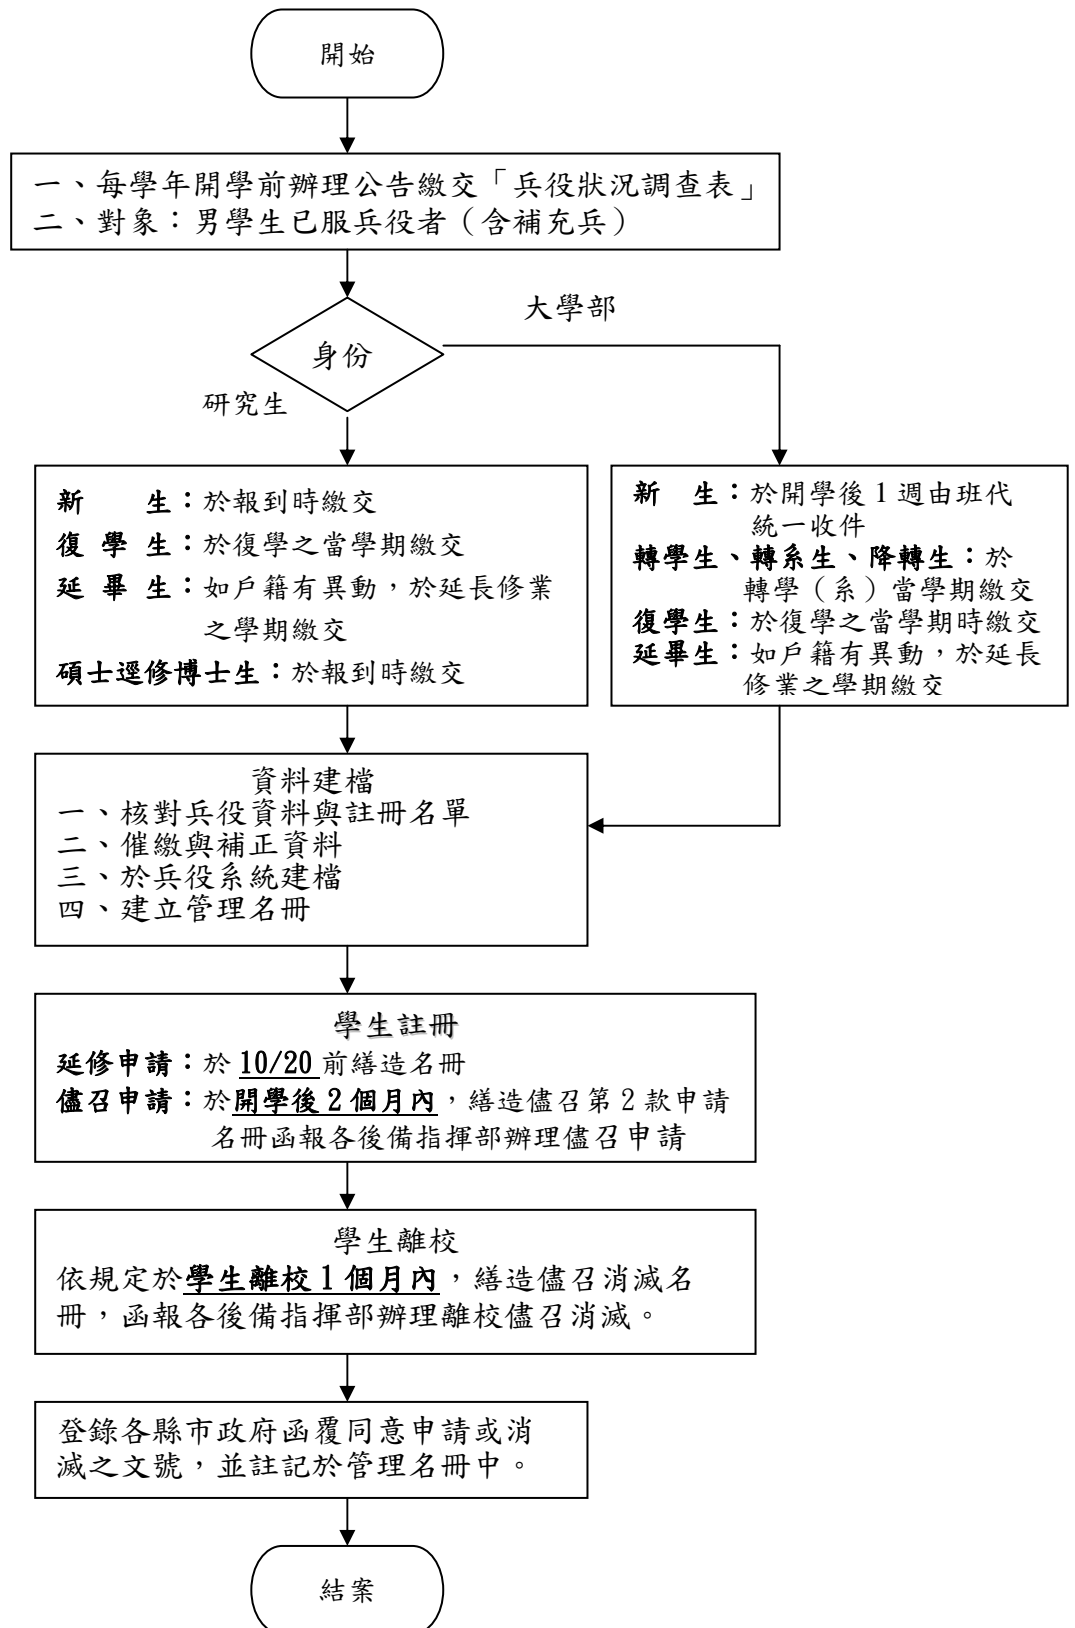 開始
一、每學年開學前辦理公告繳交「兵役狀況調查表」
二、對象：男學生已服兵役者（含補充兵）
大學部
身份
研究生
新　　生：於報到時繳交
復 學 生：於復學之當學期繳交
延 畢 生：如戶籍有異動，於延長修業
之學期繳交
碩士逕修博士生：於報到時繳交
新　生：於開學後 1 週由班代
統一收件
轉學生、轉系生、降轉生：於
轉學（系）當學期繳交
復學生：於復學之當學期時繳交
延畢生：如戶籍有異動，於延長
修業之學期繳交
資料建檔
一、核對兵役資料與註冊名單
二、催繳與補正資料
三、於兵役系統建檔
四、建立管理名冊
學生註冊
延修申請：於 10/20 前繕造名冊
儘召申請：於開學後 2 個月內，繕造儘召第 2 款申請
名冊函報各後備指揮部辦理儘召申請
學生離校
依規定於學生離校 1 個月內，繕造儘召消滅名
冊，函報各後備指揮部辦理離校儘召消滅。
登錄各縣市政府函覆同意申請或消
滅之文號，並註記於管理名冊中。
結案